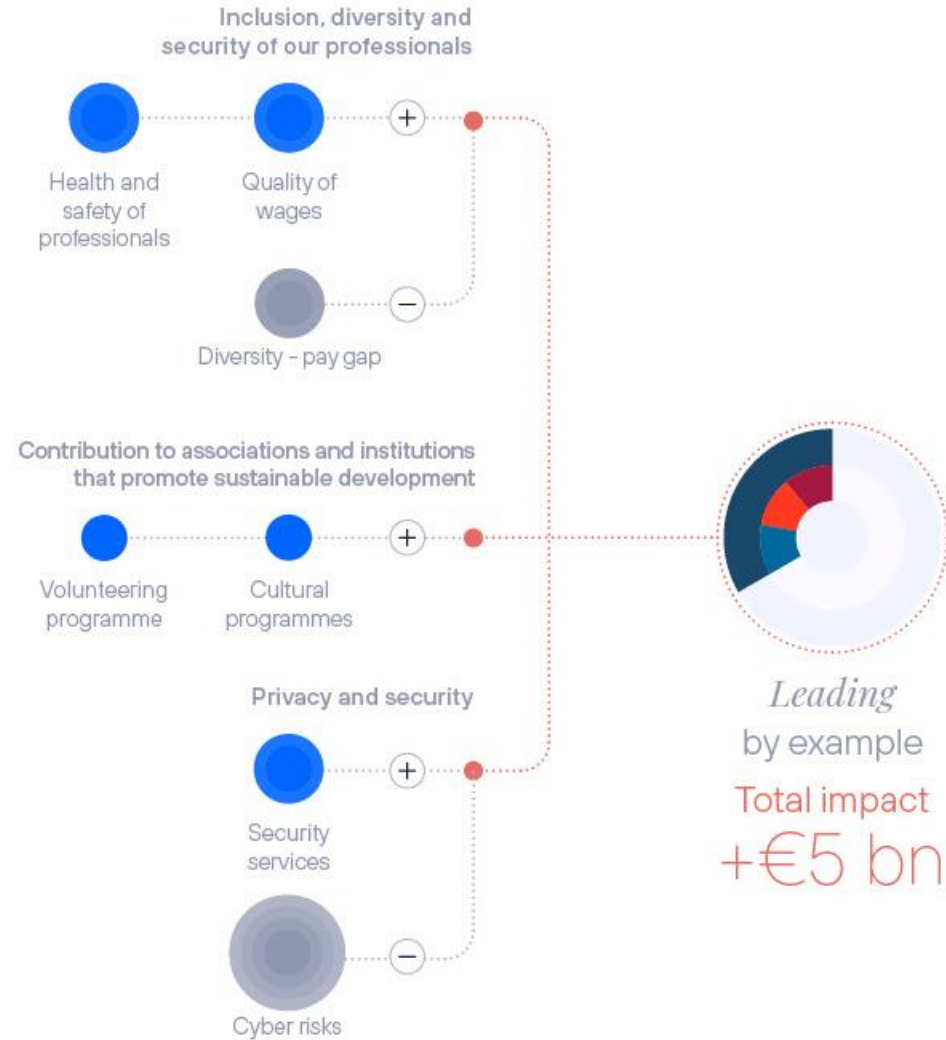 Inclusion, diversity and
security of our professionals
+
Health and
safety of
professionals
Quality of
wages
−
Diversity - pay gap
Contribution to associations and institutions
that promote sustainable development
+
Volunteering
programme
Cultural
programmes
Privacy and security
+
Security
services
−
Cyber risks
Leading
by example
Total impact
+€5 bn